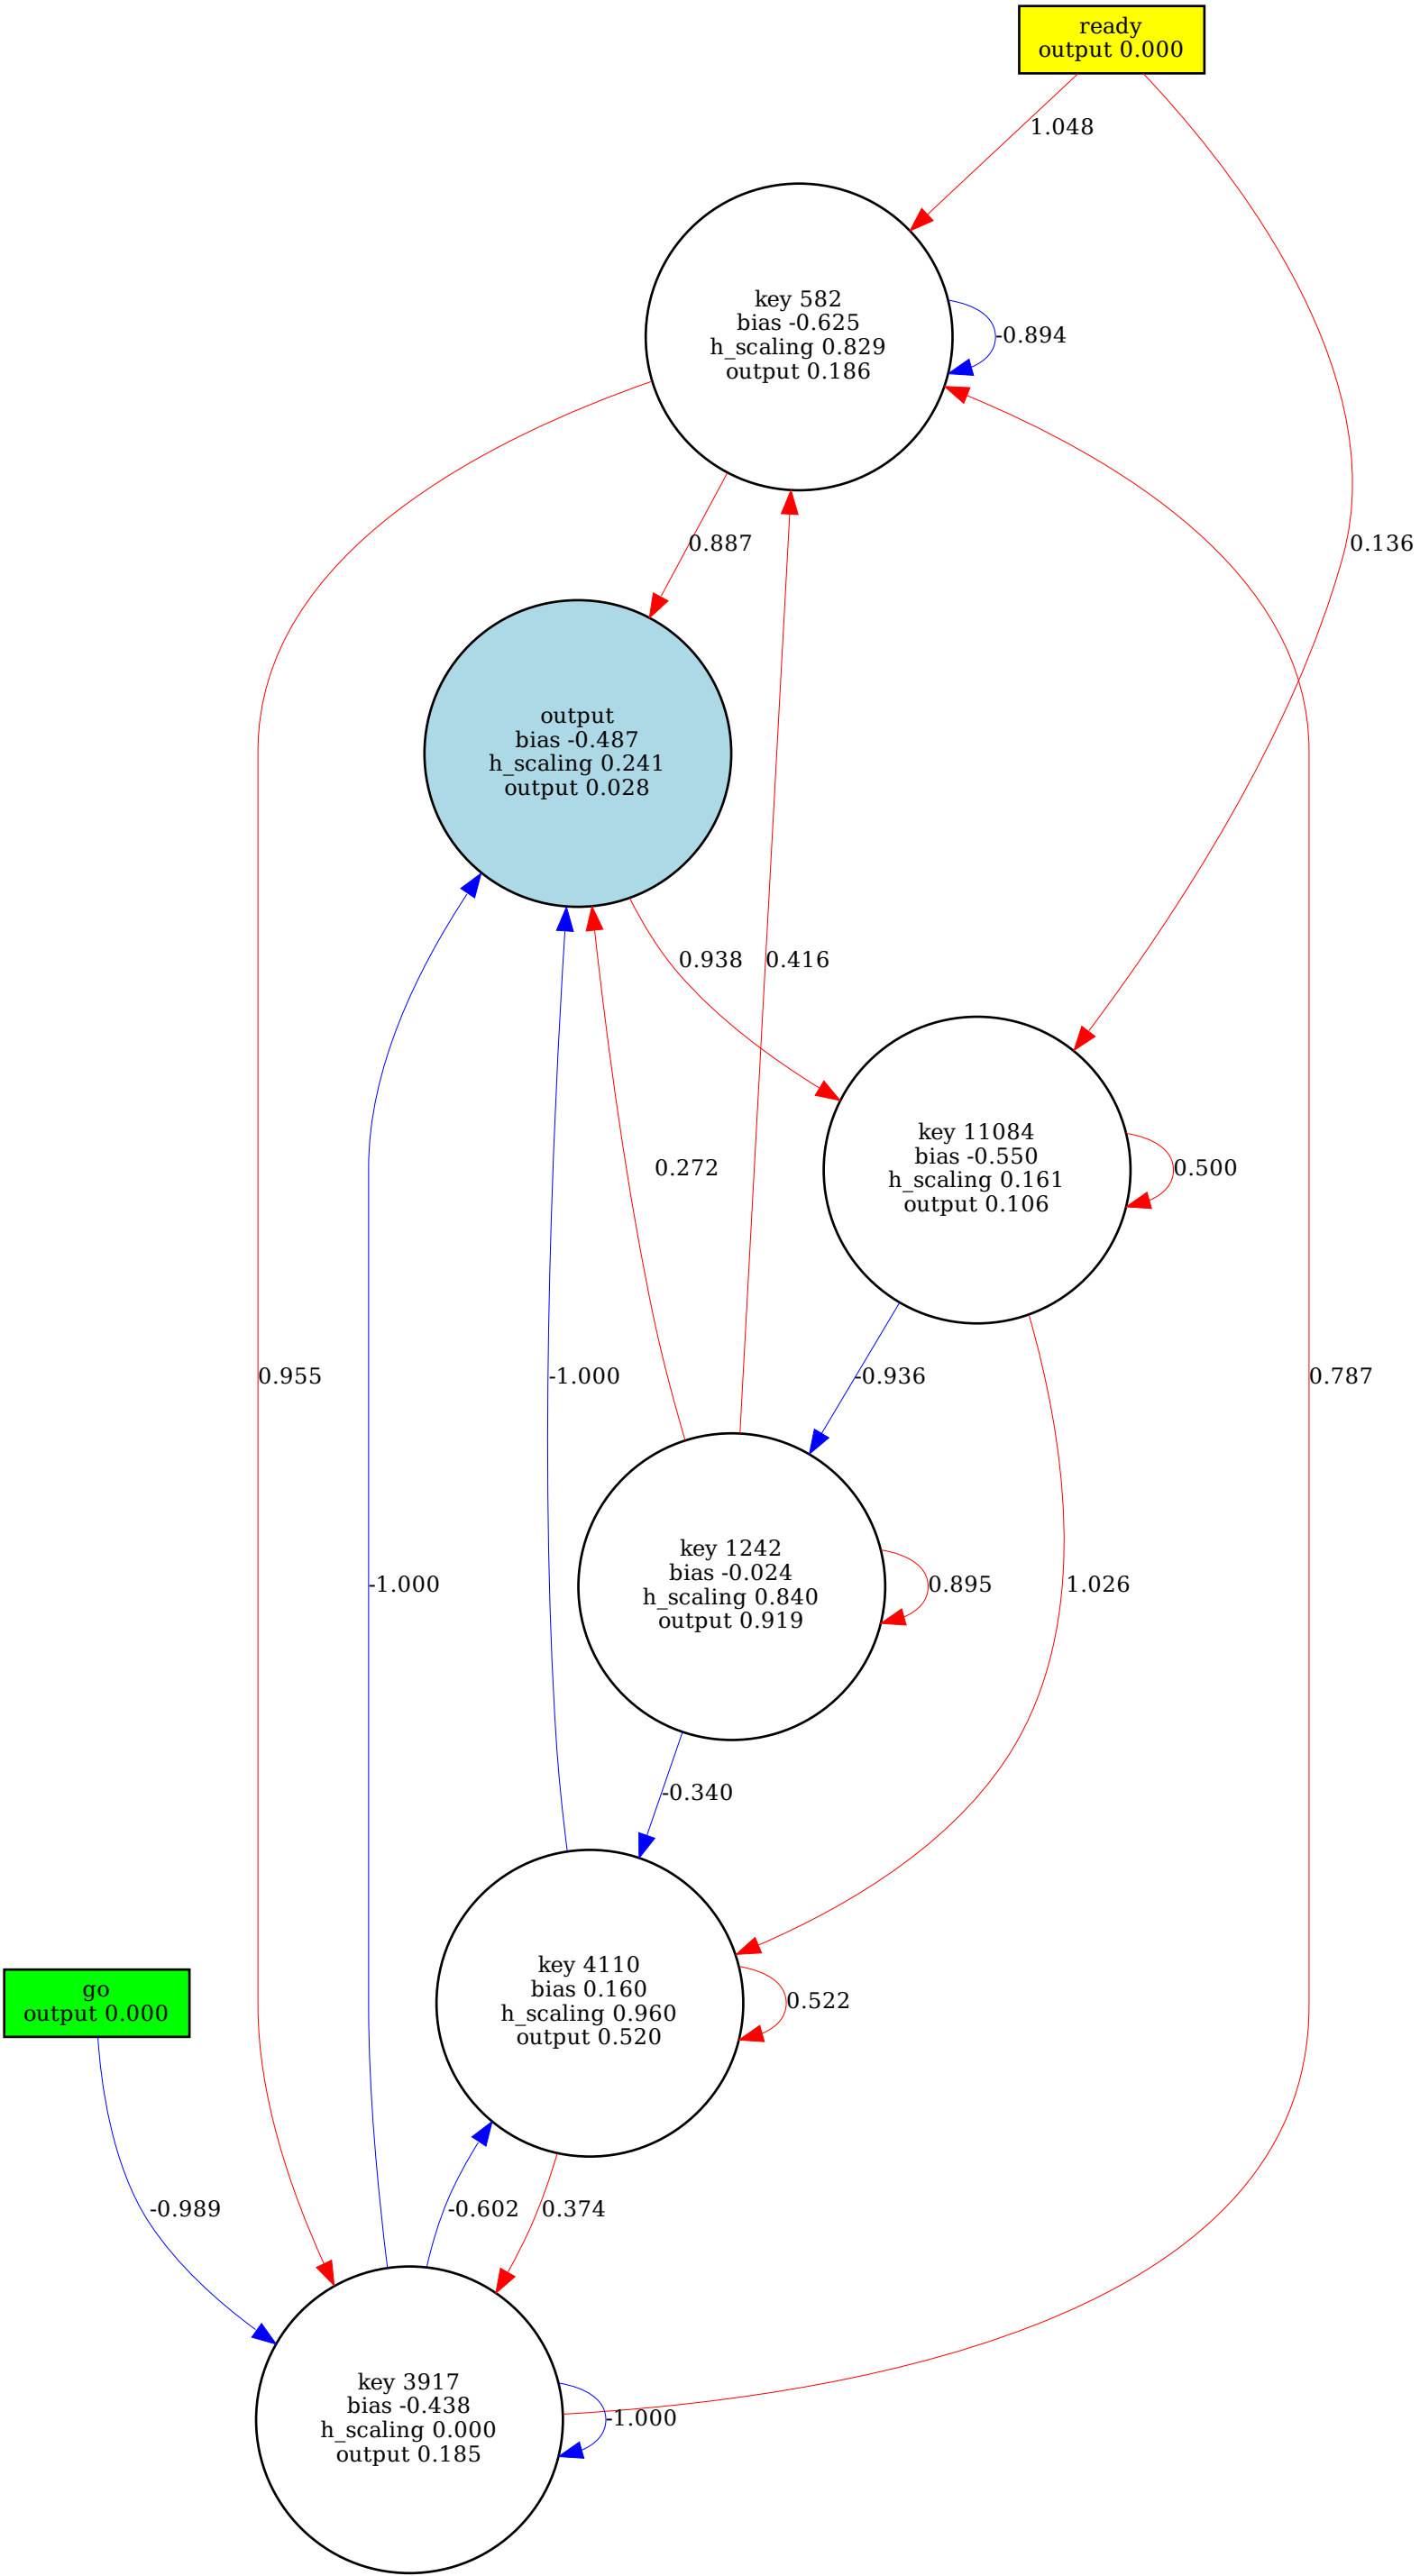 ready
output 0.000
1.048
key 582
bias -0.625
h_scaling 0.829
output 0.186
-0.894
0.887
0.136
output
bias -0.487
h_scaling 0.241
output 0.028
0.938
0.416
key 11084
bias -0.550
h_scaling 0.161
output 0.106
0.272
0.500
0.955
-1.000
-0.936
0.787
key 1242
bias -0.024
h_scaling 0.840
output 0.919
-1.000
0.895
1.026
-0.340
go
output 0.000
key 4110
bias 0.160
h_scaling 0.960
output 0.520
0.522
-0.989
-0.602
0.374
key 3917
bias -0.438
h_scaling 0.000
output 0.185
-1.000